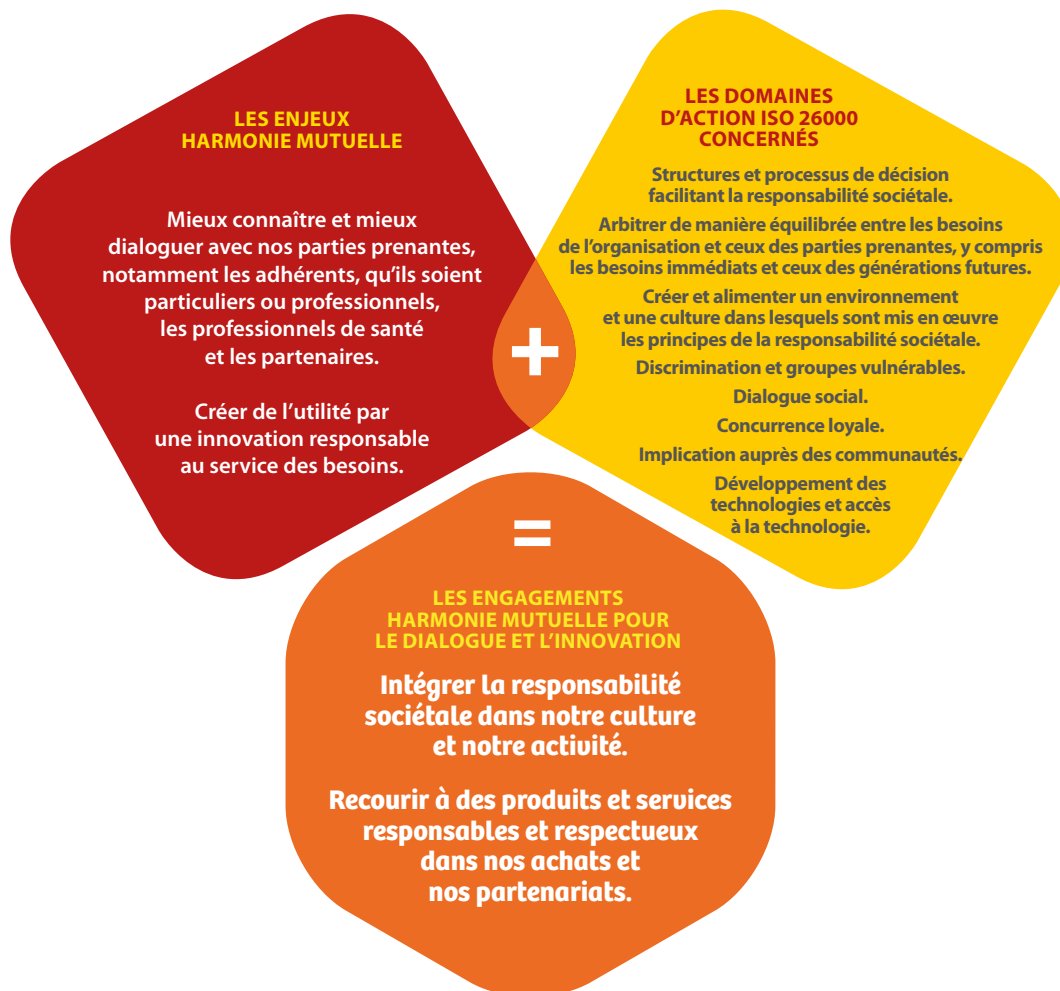 LES ENJEUX
HARMONIE MUTUELLE
Mieux connaître et mieux
dialoguer avec nos parties prenantes,
notamment les adhérents, qu’ils soient
particuliers ou professionnels,
les professionnels de santé
et les partenaires.
Créer de l’utilité par
une innovation responsable
au service des besoins.
+
LES DOMAINES
D’ACTION ISO 26000
CONCERNÉS
Structures et processus de décision
facilitant la responsabilité sociétale.
Arbitrer de manière équilibrée entre les besoins
de l’organisation et ceux des parties prenantes, y compris
les besoins immédiats et ceux des générations futures.
Créer et alimenter un environnement
et une culture dans lesquels sont mis en œuvre
les principes de la responsabilité sociétale.
Discrimination et groupes vulnérables.
Dialogue social.
Concurrence loyale.
Implication auprès des communautés.
Développement des
technologies et accès
à la technologie.
=
LES ENGAGEMENTS
HARMONIE MUTUELLE POUR
LE DIALOGUE ET L’INNOVATION
Intégrer la responsabilité
sociétale dans notre culture
et notre activité.
Recourir à des produits et services
responsables et respectueux
dans nos achats et
nos partenariats.